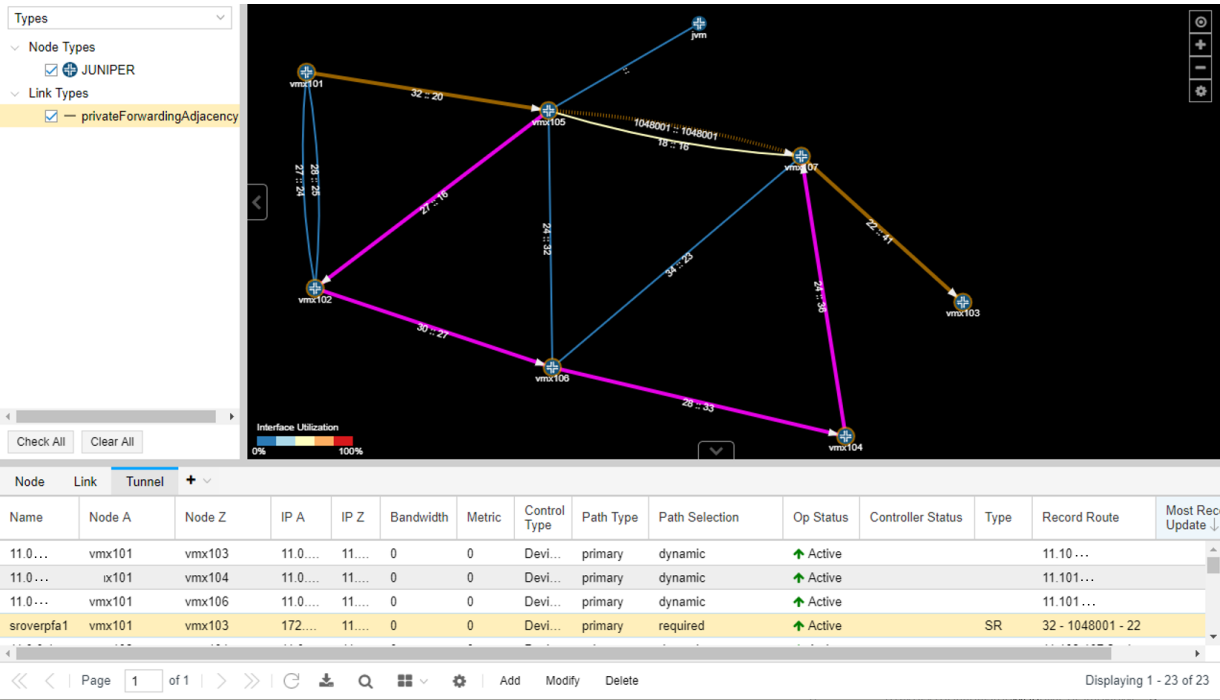 Types
Node Types
JUNIPER
Link Types
privateForwardingAdjacency
Check All
Clear All
jvm
vmx101
32 :: 20
vmx105
::
1048001 :: 1048001
18 :: 16
vmx107
27 :: 24
28 :: 25
27 :: 16
24 :: 32
34 :: 23
22 :: 41
24 :: 36
vmx102
vmx103
30 :: 27
vmx106
28 :: 33
vmx104
Interface Utilization
0% 100%
Node Link Tunnel
Name Node A Node Z IP A IP Z Bandwidth Metric Control Type Path Type Path Selection Op Status Controller Status Type Record Route Most Rece Update
11.0... vmx101 vmx103 11.0.... 11.... 0 0 Devi... primary dynamic Active 11.10 ...
11.0... x101 vmx104 11.0.... 11.... 0 0 Devi... primary dynamic Active 11.101...
11.0... vmx101 vmx106 11.0.... 11.... 0 0 Devi... primary dynamic Active 11.101...
sroverpfa1 vmx101 vmx103 172.... 11.... 0 0 Devi... primary required Active SR 32 - 1048001 - 22
Page 1 of 1 Add Modify Delete Displaying 1 - 23 of 23